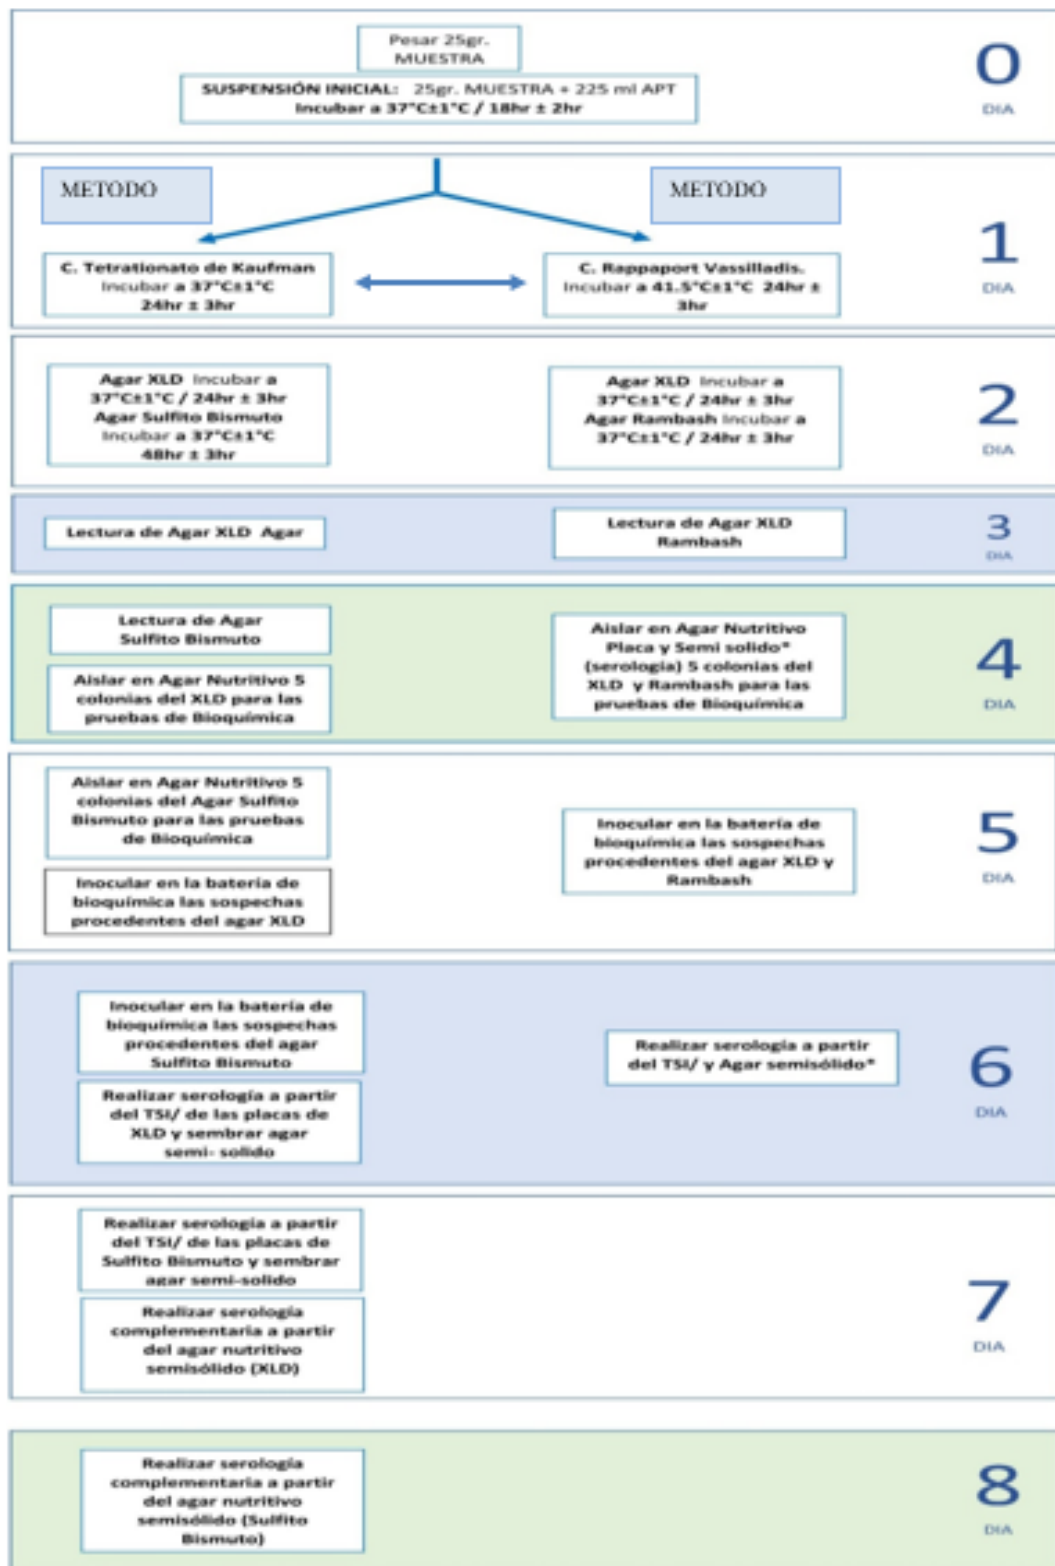 Pesar 25gr.
MUESTRA
SUSPENSIÓN INICIAL: 25gr. MUESTRA + 225 ml APT
Incubar a 37°C±1°C / 18hr ± 2hr
0
DIA
METODO
METODO
C. Tetrationato de Kaufman
Incubar a 37°C±1°C
24hr ± 3hr
C. Rappaport Vassilladis.
Incubar a 41.5°C±1°C 24hr ±
3hr
1
DIA
Agar XLD Incubar a
37°C±1°C / 24hr ± 3hr
Agar Sulfito Bismuto
Incubar a 37°C±1°C
48hr ± 3hr
Agar XLD Incubar a
37°C±1°C / 24hr ± 3hr
Agar Rambash Incubar a
37°C±1°C / 24hr ± 3hr
2
DIA
Lectura de Agar XLD Agar
Lectura de Agar XLD
Rambash
3
DIA
Lectura de Agar
Sulfito Bismuto
Aislar en Agar Nutritivo 5
colonias del XLD para las
pruebas de Bioquímica
Aislar en Agar Nutritivo
Placa y Semi solido*
(serología) 5 colonias del
XLD y Rambash para las
pruebas de Bioquímica
4
DIA
Aislar en Agar Nutritivo 5
colonias del Agar Sulfito
Bismuto para las pruebas
de Bioquímica
Inocular en la batería de
bioquímica las sospechas
procedentes del agar XLD
Inocular en la batería de
bioquímica las sospechas
procedentes del agar XLD y
Rambash
5
DIA
Inocular en la batería de
bioquímica las sospechas
procedentes del agar
Sulfito Bismuto
Realizar serología a partir
del TSI/ de las placas de
XLD y sembrar agar
semi- solido
Realizar serología a partir
del TSI/ y Agar semisólido*
6
DIA
Realizar serología a partir
del TSI/ de las placas de
Sulfito Bismuto y sembrar
agar semi-solido
Realizar serología
complementaria a partir
del agar nutritivo
semisólido (XLD)
7
DIA
Realizar serología
complementaria a partir
del agar nutritivo
semisólido (Sulfito
Bismuto)
8
DIA